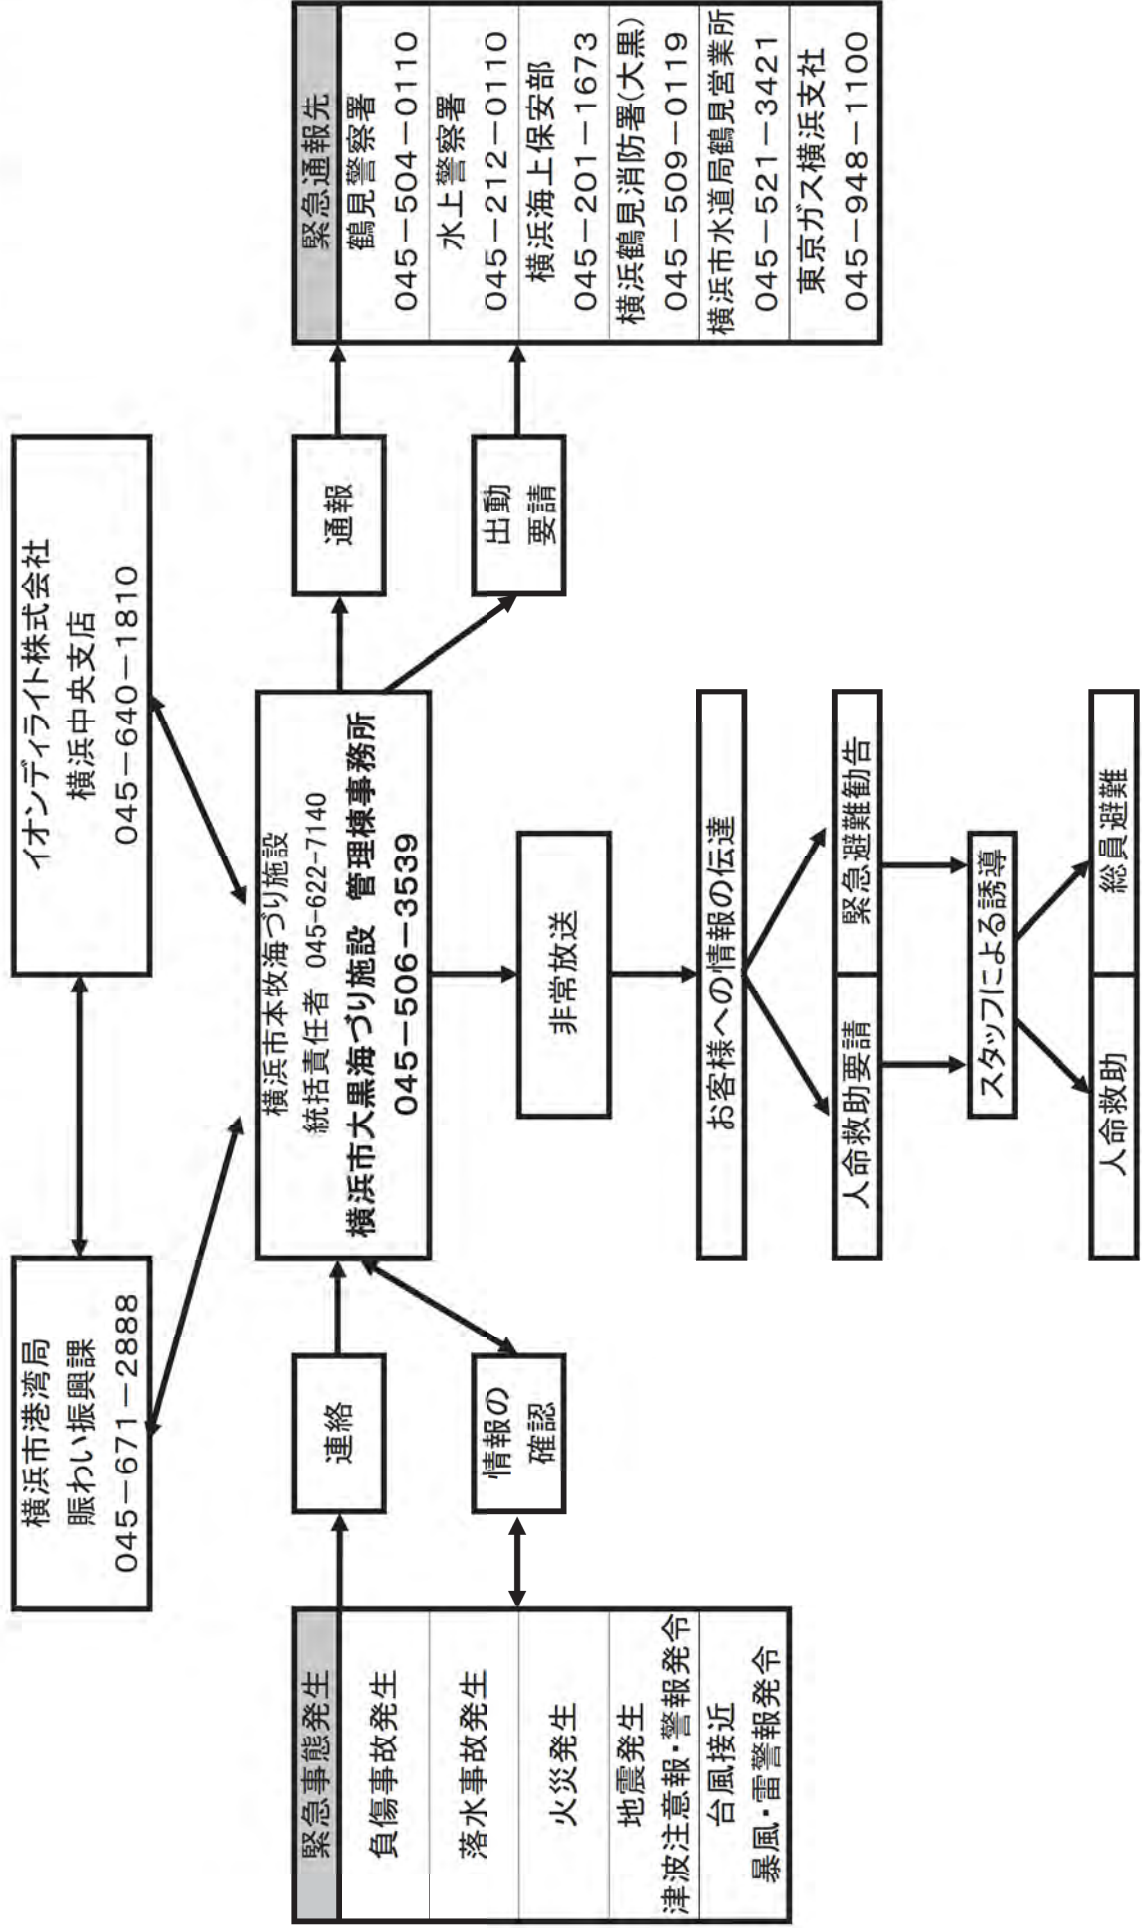 横浜市港湾局
賑わい振興課
045－671－2888
イオンディライト株式会社
横浜中央支店
045－640－1810
緊急事態発生
負傷事故発生
落水事故発生
火災発生
地震発生
津波注意報・警報発令
台風接近
暴風・雷警報発令
連絡
情報の
確認
横浜市本牧海づり施設
統括責任者 045-622-7140
横浜市大黒海づり施設 管理棟事務所
045－506－3539
通報
出動
要請
緊急通報先
鶴見警察署
045－504－0110
水上警察署
045－212－0110
横浜海上保安部
045－201－1673
横浜鶴見消防署(大黒)
045－509－0119
横浜市水道局鶴見営業所
045－521－3421
東京ガス横浜支社
045－948－1100
非常放送
お客様への情報の伝達
人命救助要請
緊急避難勧告
スタッフによる誘導
人命救助
総員避難